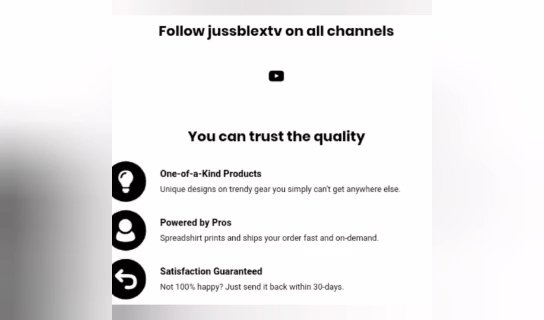 Follow jussblextv on all channels
You can trust the quality
One-of-a-Kind Products
Unique designs on trendy gear you simply can't get anywhere else.
Powered by Pros
Spreadshirt prints and ships your order fast and on-demand.
Satisfaction Guaranteed
Not 100% happy? Just send it back within 30-days.